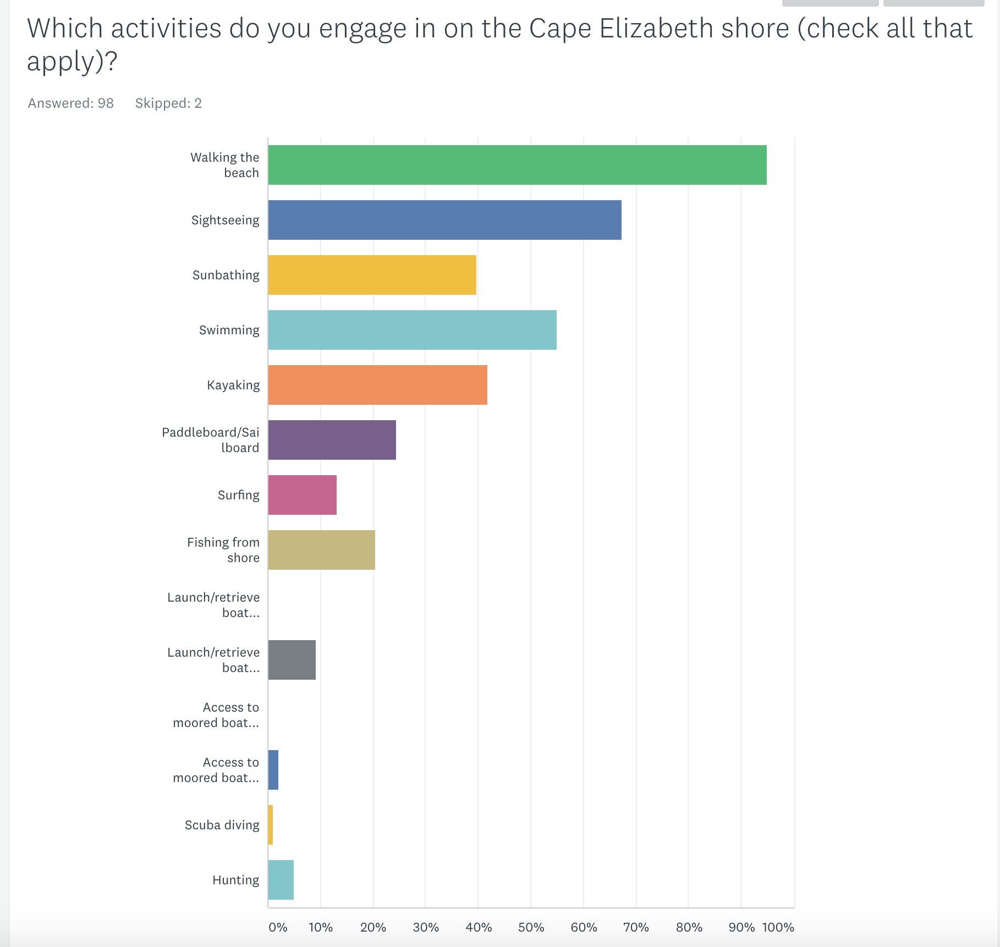 Which activities do you engage in on the Cape Elizabeth shore (check all that
apply)?
Answered: 98 Skipped: 2
Walking the
beach
Sightseeing
Sunbathing
Swimming
Kayaking
Paddleboard/Sai
lboard
Surfing
Fishing from
shore
Launch/retrieve
boat...
Launch/retrieve
boat...
Access to
moored boat...
Access to
moored boat...
Scuba diving
Hunting
0% 10% 20% 30% 40% 50% 60% 70% 80% 90% 100%